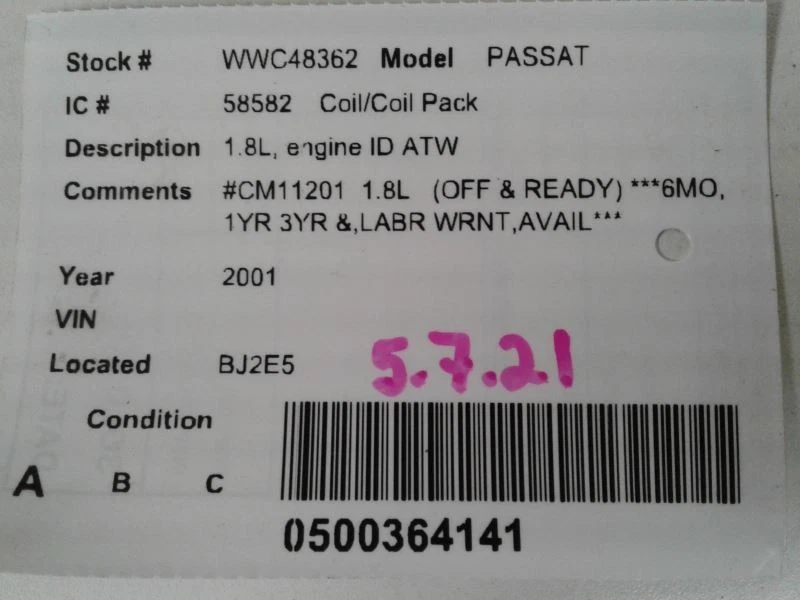 Stock # WWC48362 Model PASSAT
IC # 58582 Coil/Coil Pack
Description 1.8L, engine ID ATW
Comments #CM11201 1.8L (OFF & READY) ***6MO,
1YR 3YR &,LABR WRNT,AVAIL***
Year 2001
VIN
Located BJ2E5 5.7.21
Condition
A B C
0500364141